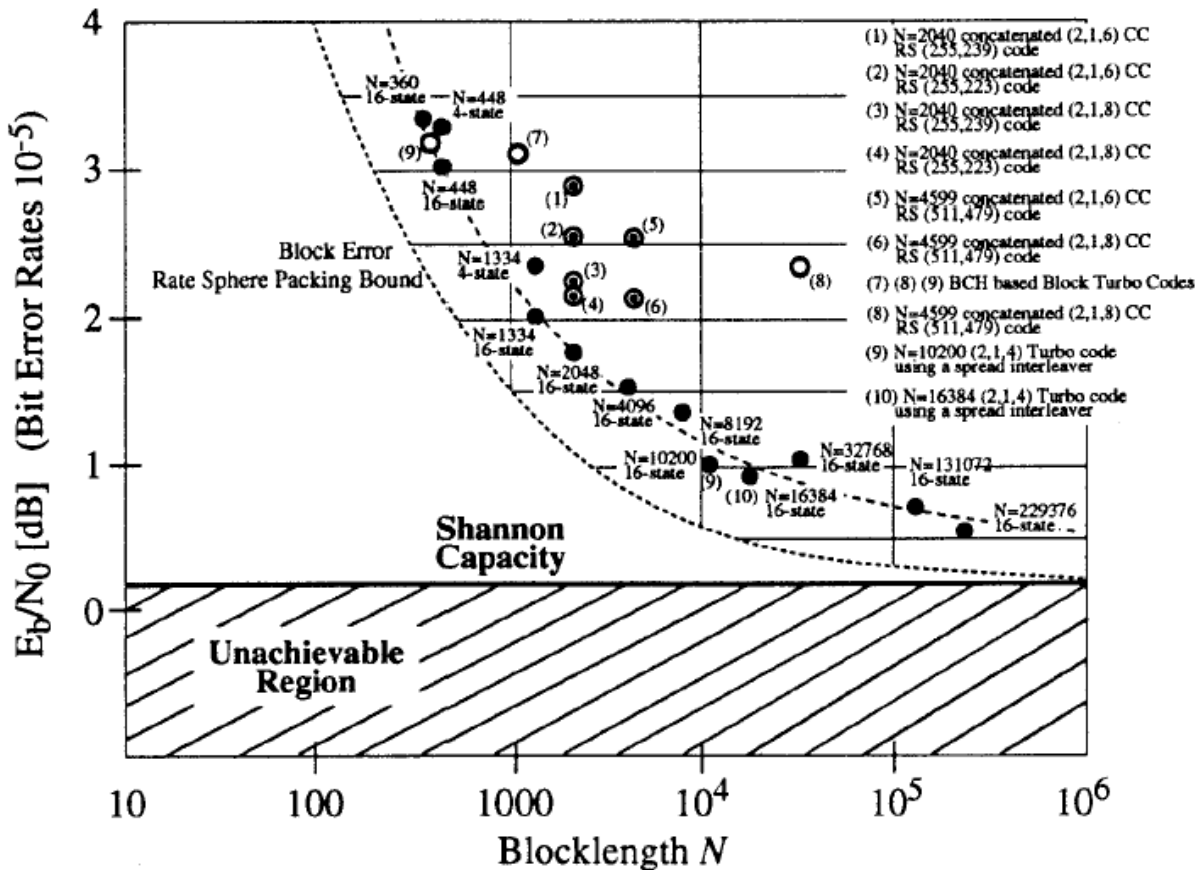 E_b/N_0 [dB] (Bit Error Rates 10^-5)
4
3
2
1
0
N=360
16-state
N=448
4-state
(9)
(7)
N=448
16-state
(1)
(2)
(5)
Block Error
Rate Sphere Packing Bound
N=1334
4-state
(3)
(4)
(6)
(8)
N=1334
16-state
N=2048
16-state
N=4096
16-state
N=8192
16-state
N=10200
16-state
(9)
(10)
N=16384
16-state
N=32768
16-state
N=131072
16-state
N=229376
16-state
(1) N=2040 concatenated (2,1,6) CC
RS (255,239) code
(2) N=2040 concatenated (2,1,6) CC
RS (255,223) code
(3) N=2040 concatenated (2,1,8) CC
RS (255,239) code
(4) N=2040 concatenated (2,1,8) CC
RS (255,223) code
(5) N=4599 concatenated (2,1,6) CC
RS (511,479) code
(6) N=4599 concatenated (2,1,8) CC
RS (511,479) code
(7) (8) (9) BCH based Block Turbo Codes
(8) N=4599 concatenated (2,1,8) CC
RS (511,479) code
(9) N=10200 (2,1,4) Turbo code
using a spread interleaver
(10) N=16384 (2,1,4) Turbo code
using a spread interleaver
Shannon
Capacity
Unachievable
Region
10
100
1000
10^4
10^5
10^6
Blocklength N